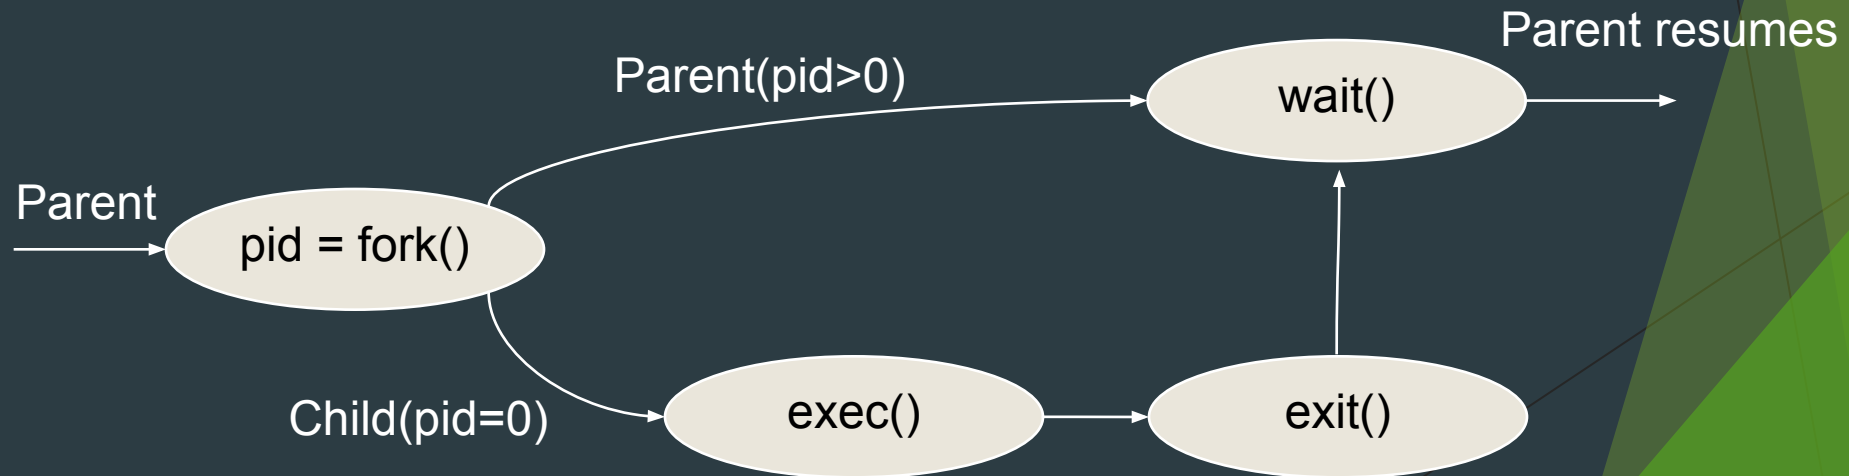 Parent resumes
Parent(pid>0)
wait()
Parent
pid = fork()
Child(pid=0)
exec()
exit()